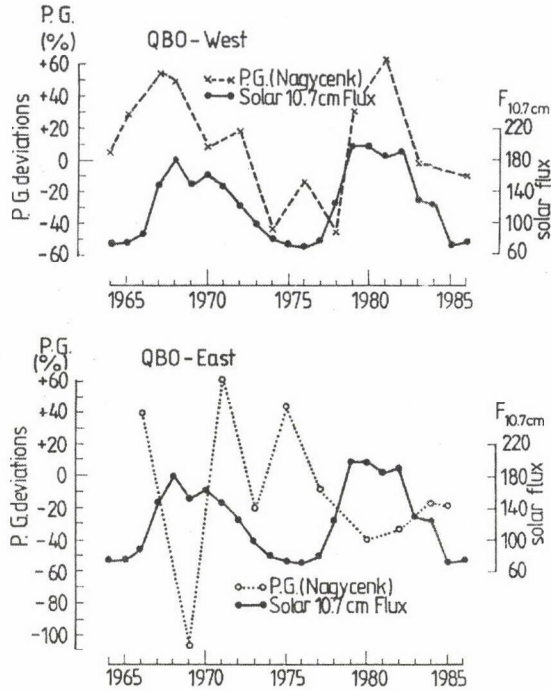 P.G.
(%)
QBO-West
+60
+40
+20
0
-20
-40
-60
P.G. deviations
P.G.(Nagycenk)
Solar 10.7cm Flux
F10.7cm
220
180
140
100
60
solar flux
1965 1970 1975 1980 1985
P.G.
(%)
QBO-East
+60
+40
+20
0
-20
-40
-60
-80
-100
P.G. deviations
F10.7cm
220
180
140
100
60
solar flux
P.G.(Nagycenk)
Solar 10.7cm Flux
1965 1970 1975 1980 1985